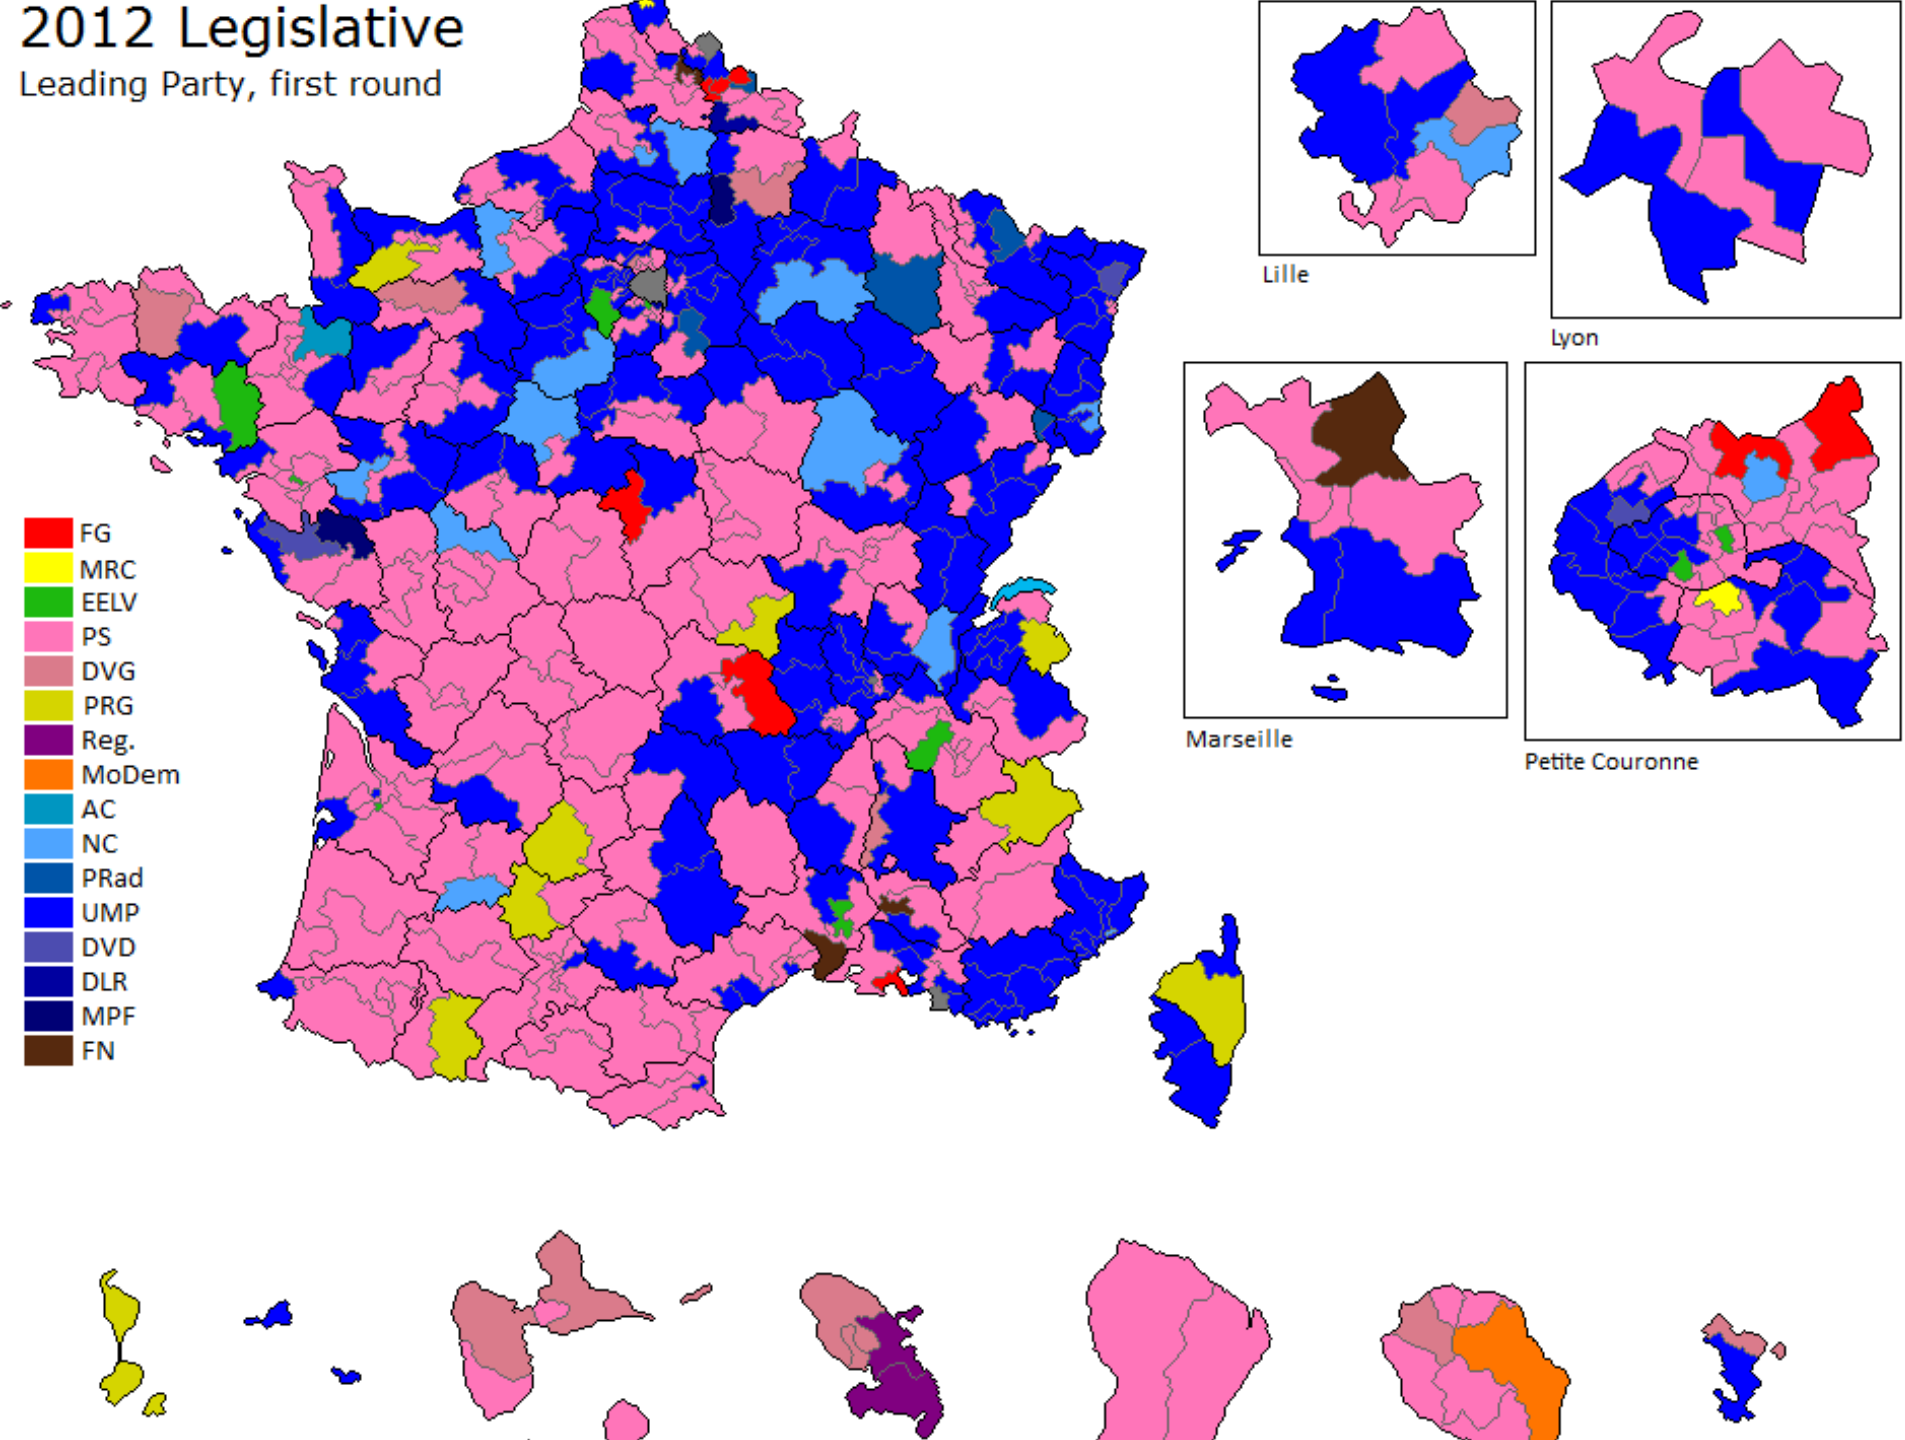 2012 Legislative
Leading Party, first round
Lille
Lyon
Marseille
Petite Couronne
FG
MRC
EELV
PS
DVG
PRG
Reg.
MoDem
AC
NC
PRad
UMP
DVD
DLR
MPF
FN